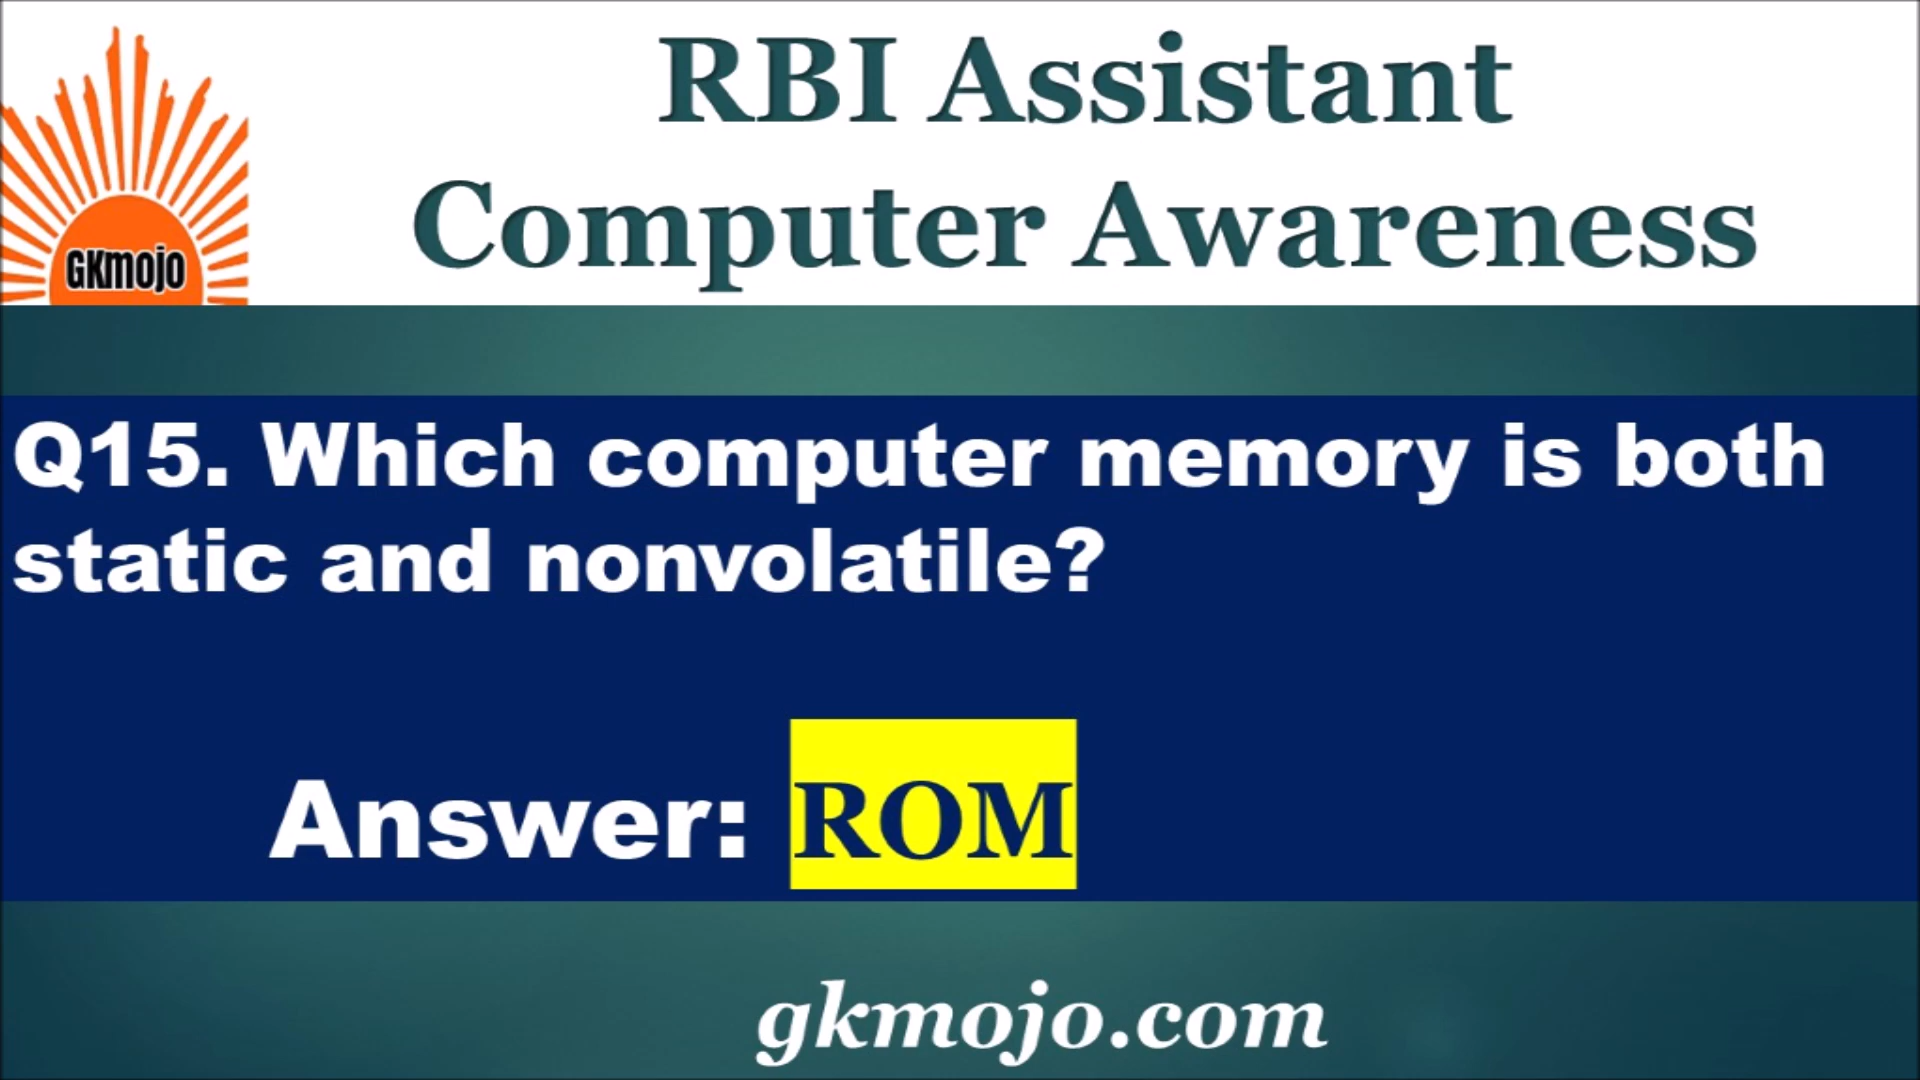 RBI Assistant
Computer Awareness
GKmojo
Q15. Which computer memory is both
static and nonvolatile?
Answer: ROM
gkmojo.com